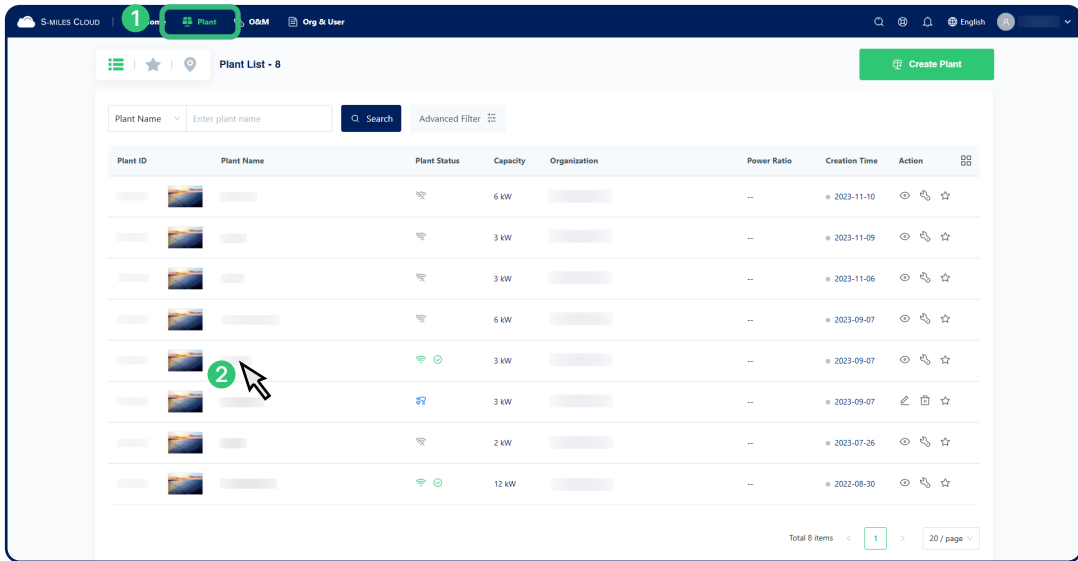 S-MILES CLOUD
1
ome
Plant
O&M
Org & User
English
Plant List - 8
Create Plant
Plant Name
Enter plant name
Search
Advanced Filter
Plant ID Plant Name Plant Status Capacity Organization Power Ratio Creation Time Action
6 kW -- 2023-11-10
3 kW -- 2023-11-09
3 kW -- 2023-11-06
6 kW -- 2023-09-07
3 kW -- 2023-09-07
2
3 kW -- 2023-09-07
2 kW -- 2023-07-26
12 kW -- 2022-08-30
Total 8 items < 1 > 20 / page